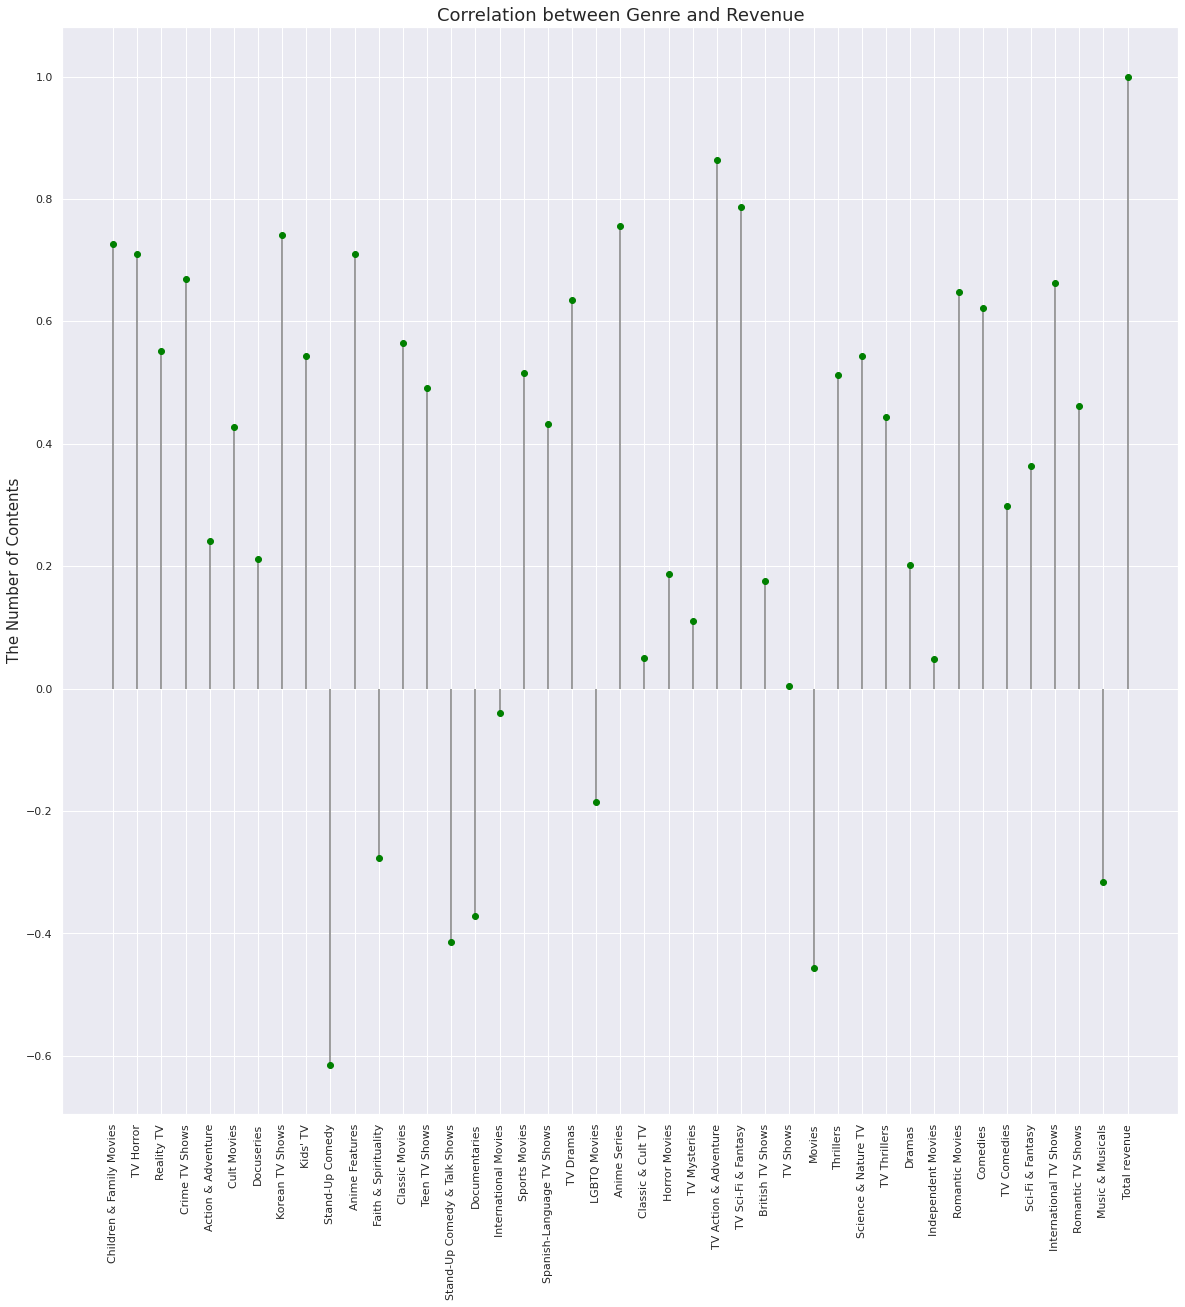 Correlation between Genre and Revenue
The Number of Contents
1.0
0.8
0.6
0.4
0.2
0.0
−0.2
−0.4
−0.6
Children & Family Movies
TV Horror
Reality TV
Crime TV Shows
Action & Adventure
Cult Movies
Docuseries
Korean TV Shows
Kids' TV
Stand-Up Comedy
Anime Features
Faith & Spirituality
Classic Movies
Teen TV Shows
Stand-Up Comedy & Talk Shows
Documentaries
International Movies
Sports Movies
Spanish-Language TV Shows
TV Dramas
LGBTQ Movies
Anime Series
Classic & Cult TV
Horror Movies
TV Mysteries
TV Action & Adventure
TV Sci-Fi & Fantasy
British TV Shows
TV Shows
Movies
Thrillers
Science & Nature TV
TV Thrillers
Dramas
Independent Movies
Romantic Movies
Comedies
TV Comedies
Sci-Fi & Fantasy
International TV Shows
Romantic TV Shows
Music & Musicals
Total revenue